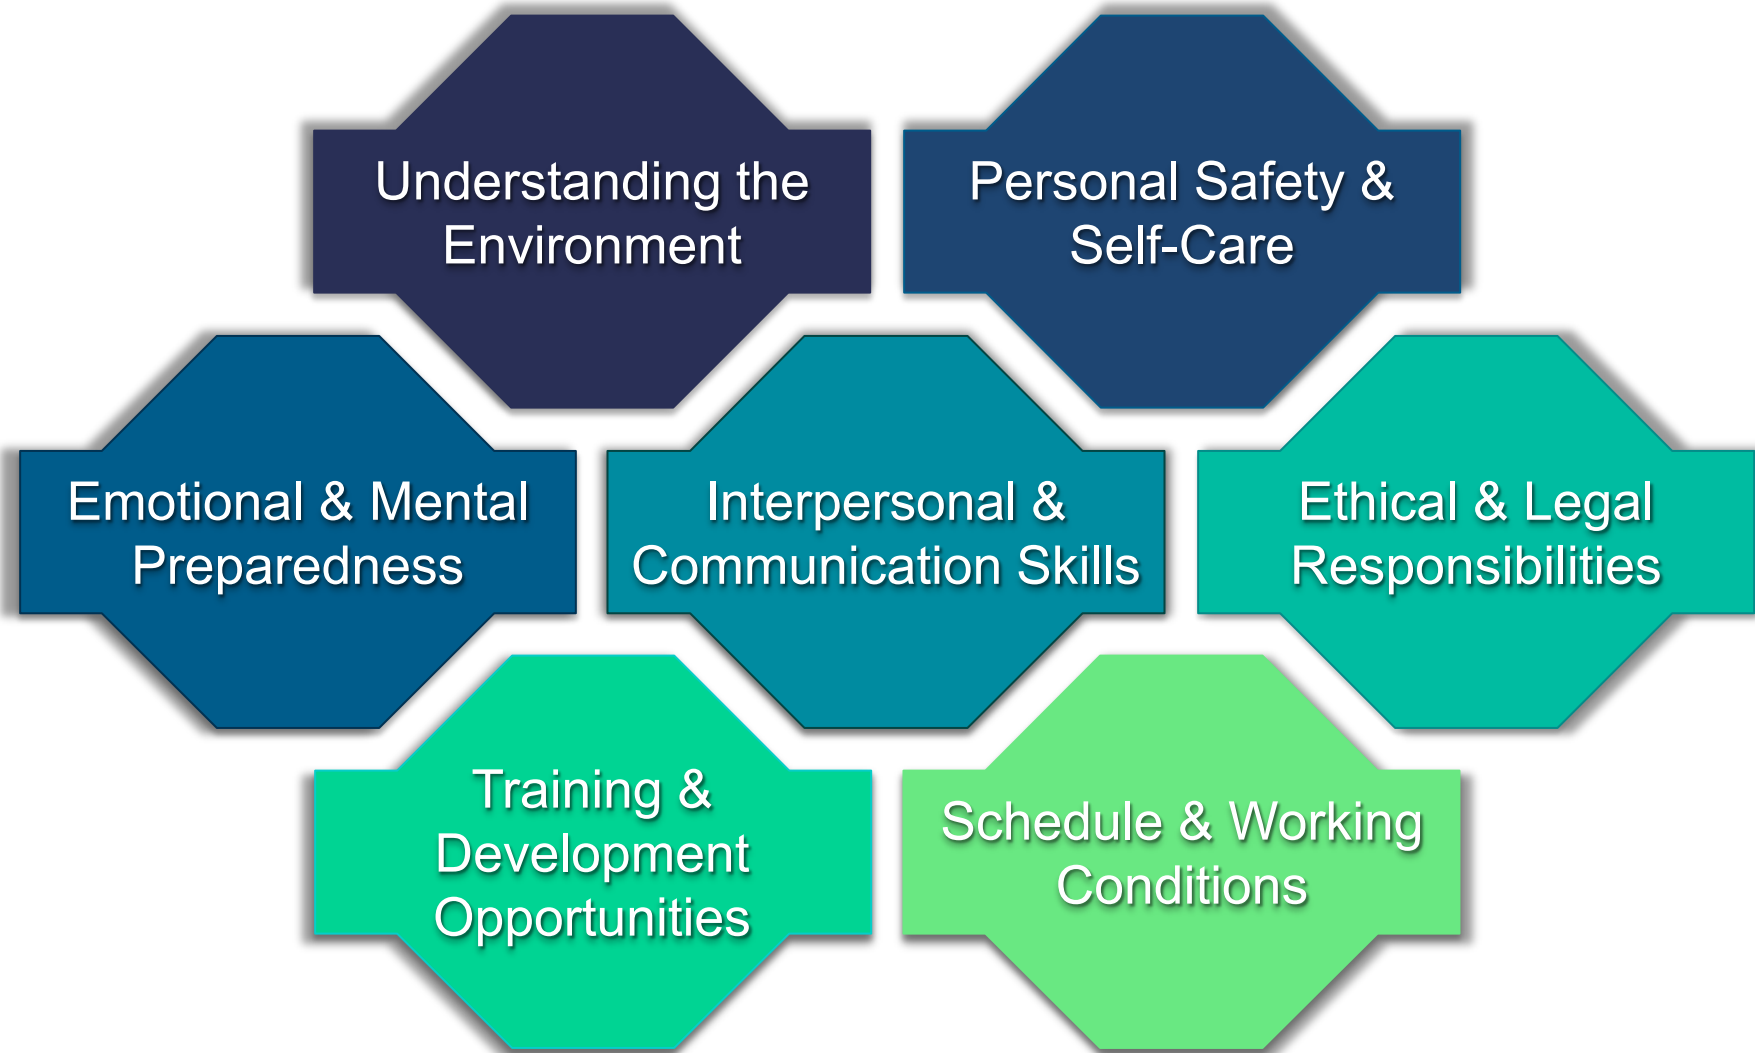 Understanding the
Environment
Personal Safety &
Self-Care
Emotional & Mental
Preparedness
Interpersonal &
Communication Skills
Ethical & Legal
Responsibilities
Training &
Development
Opportunities
Schedule & Working
Conditions